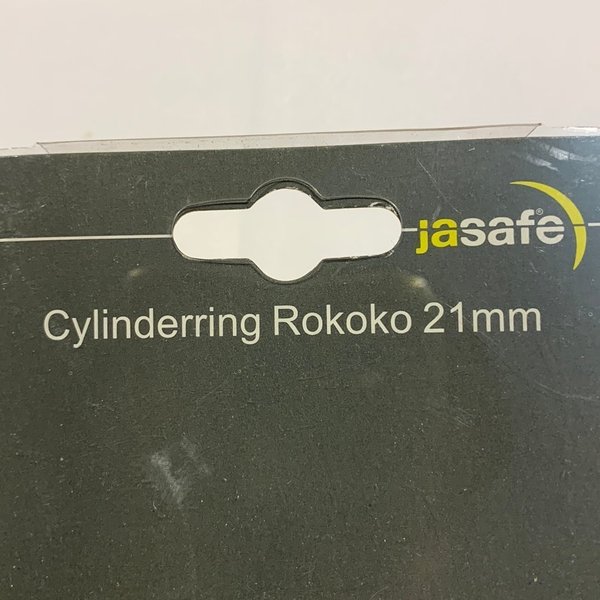 jasafe®
Cylinderring Rokoko 21mm